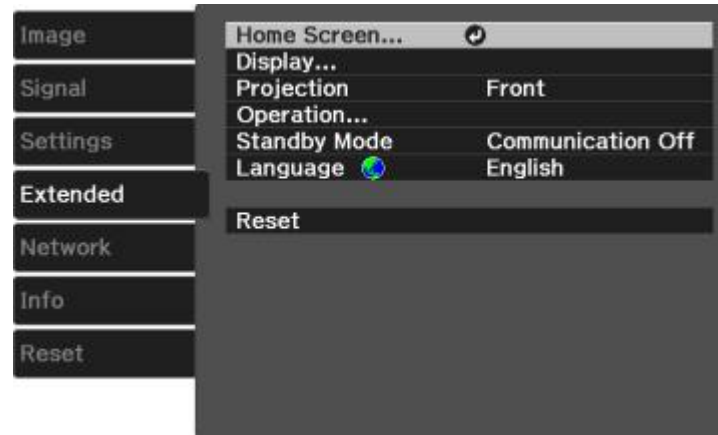 Image
Signal
Settings
Extended
Network
Info
Reset
Home Screen...
Display...
Projection Front
Operation...
Standby Mode Communication Off
Language English
Reset